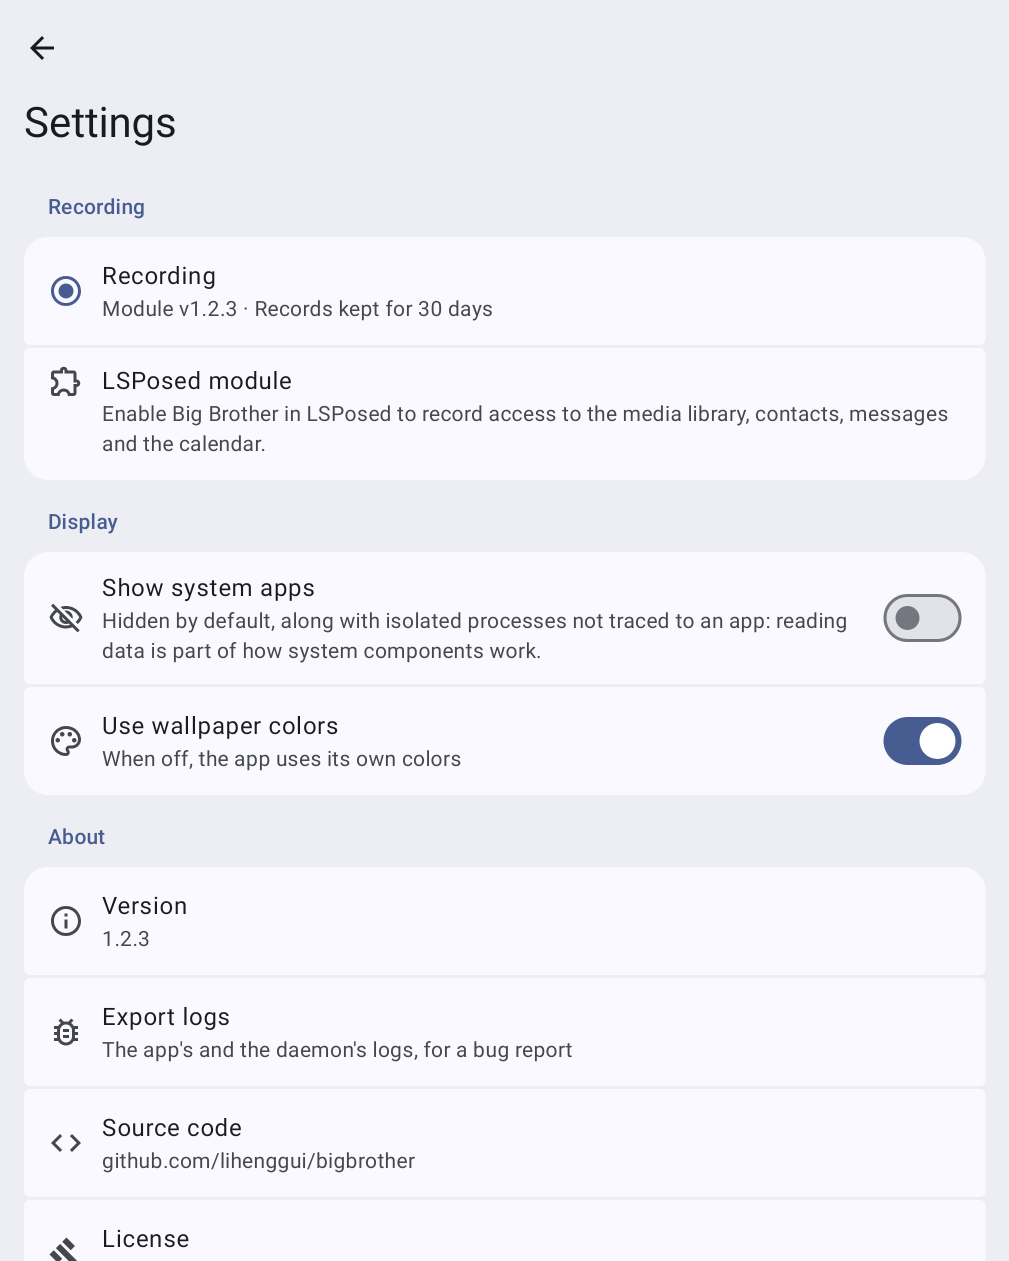 Settings
Recording
Recording
Module v1.2.3 · Records kept for 30 days
LSPosed module
Enable Big Brother in LSPosed to record access to the media library, contacts, messages
and the calendar.
Display
Show system apps
Hidden by default, along with isolated processes not traced to an app: reading
data is part of how system components work.
Use wallpaper colors
When off, the app uses its own colors
About
Version
1.2.3
Export logs
The app's and the daemon's logs, for a bug report
Source code
github.com/lihenggui/bigbrother
License